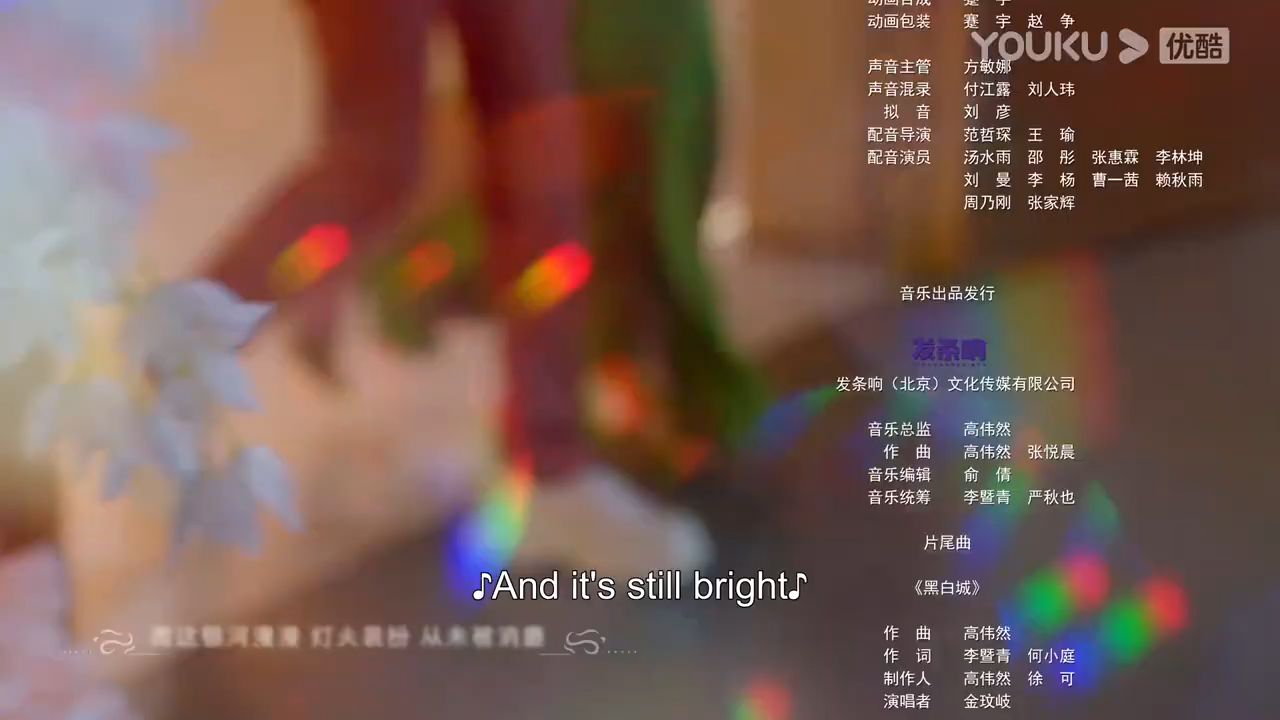 动画包装 蹇 宇 赵 争
YOUKU 优酷
声音主管 方敏娜
声音混录 付江露 刘人玮
拟 音 刘 彦
配音导演 范哲琛 王 瑜
配音演员 汤水雨 邵 彤 张惠霖 李林坤
刘 曼 李 杨 曹一茜 赖秋雨
周乃刚 张家辉
音乐出品发行
发条响
发条响（北京）文化传媒有限公司
音乐总监 高伟然
作 曲 高伟然 张悦晨
音乐编辑 俞 倩
音乐统筹 李暨青 严秋也
片尾曲
《黑白城》
♪And it's still bright♪
作 曲 高伟然
作 词 李暨青 何小庭
制作人 高伟然 徐 可
演唱者 金玟岐